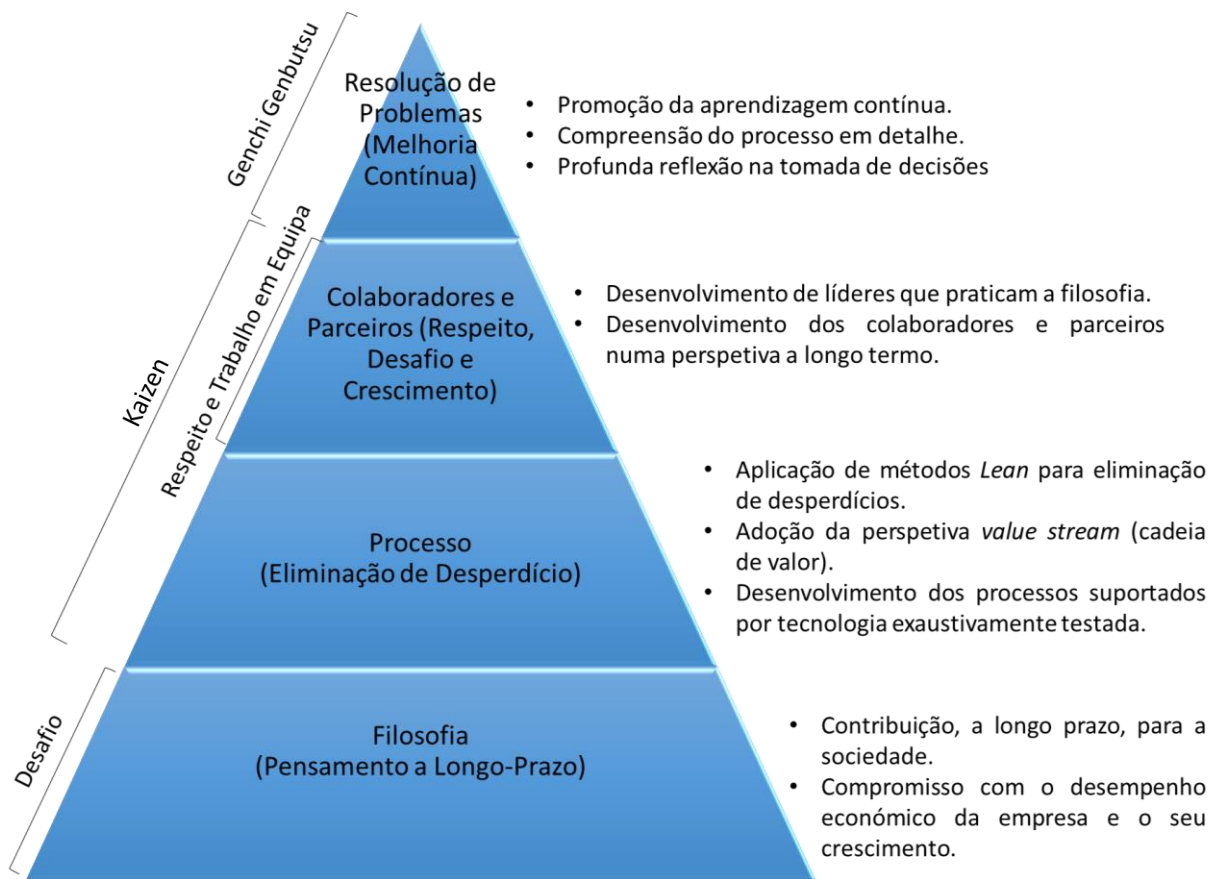 Genchi Genbutsu
Resolução de
Problemas
(Melhoria
Contínua)
• Promoção da aprendizagem contínua.
• Compreensão do processo em detalhe.
• Profunda reflexão na tomada de decisões
Kaizen
Respeito e Trabalho em Equipa
Colaboradores e
Parceiros (Respeito,
Desafio e
Crescimento)
• Desenvolvimento de líderes que praticam a filosofia.
• Desenvolvimento dos colaboradores e parceiros
numa perspetiva a longo termo.
Processo
(Eliminação de Desperdício)
• Aplicação de métodos Lean para eliminação
de desperdícios.
• Adoção da perspetiva value stream (cadeia
de valor).
• Desenvolvimento dos processos suportados
por tecnologia exaustivamente testada.
Desafio
Filosofia
(Pensamento a Longo-Prazo)
• Contribuição, a longo prazo, para a
sociedade.
• Compromisso com o desempenho
económico da empresa e o seu
crescimento.